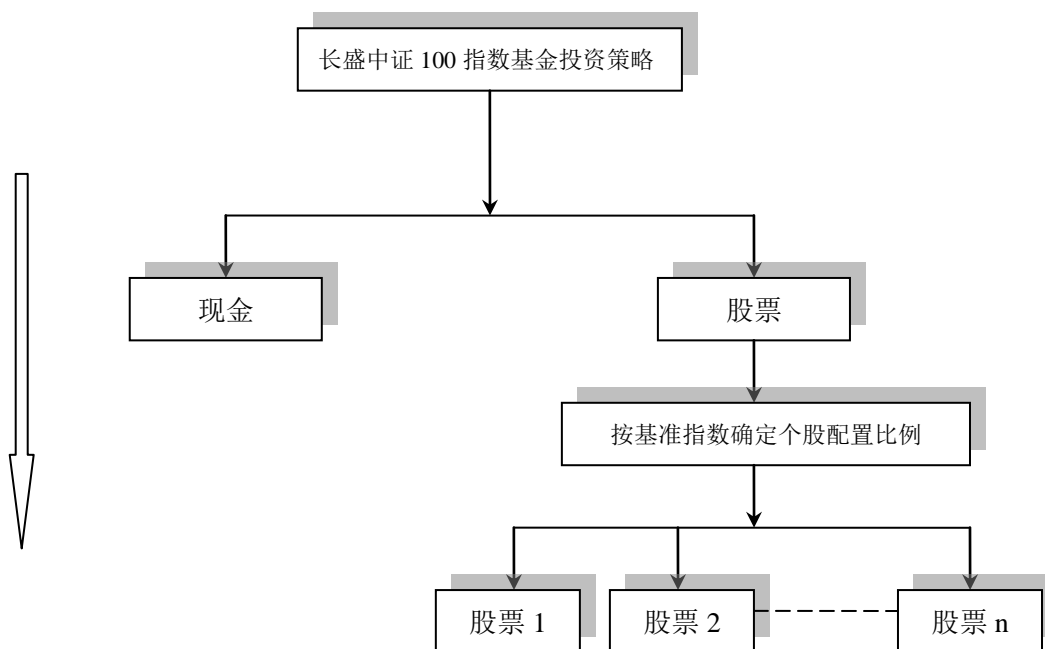 长盛中证 100 指数基金投资策略
现金
股票
按基准指数确定个股配置比例
股票 1
股票 2
股票 n